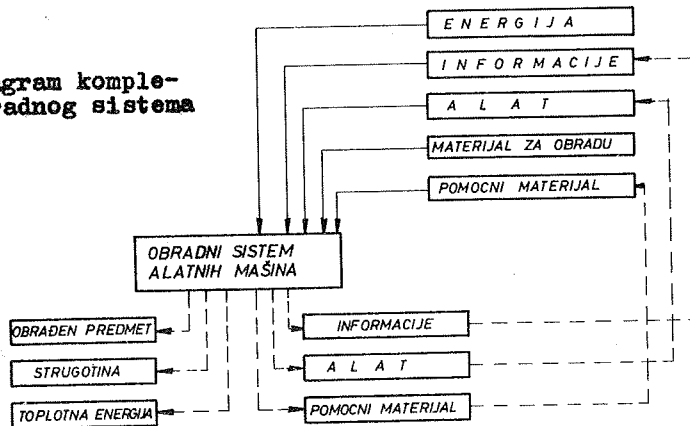 gram komple-
radnog sistema
ENERGIJA
INFORMACIJE
ALAT
MATERIJAL ZA OBRADU
POMOCNI MATERIJAL
OBRADNI SISTEM
ALATNIH MAŠINA
OBRAĐEN PREDMET
STRUGOTINA
TOPLOTNA ENERGIJA
INFORMACIJE
ALAT
POMOCNI MATERIJAL